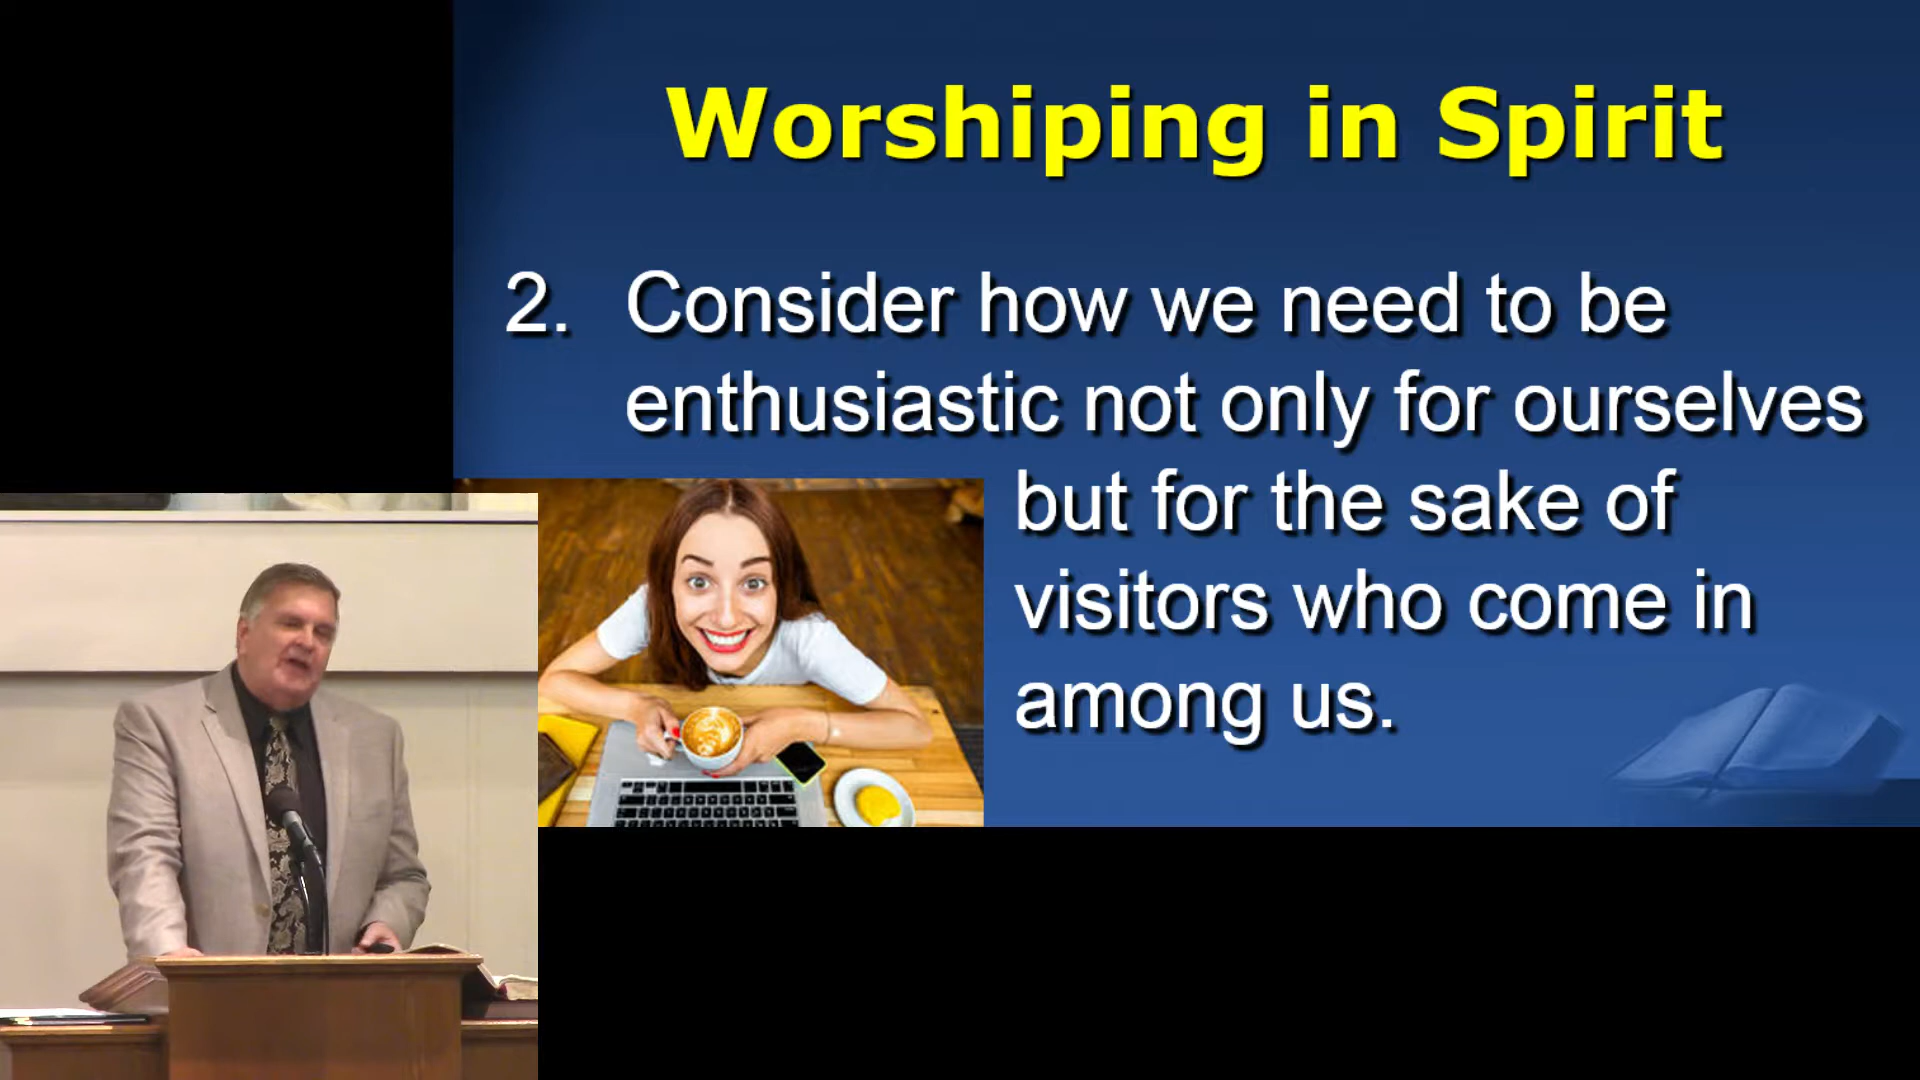 Worshiping in Spirit
2. Consider how we need to be
enthusiastic not only for ourselves
but for the sake of
visitors who come in
among us.